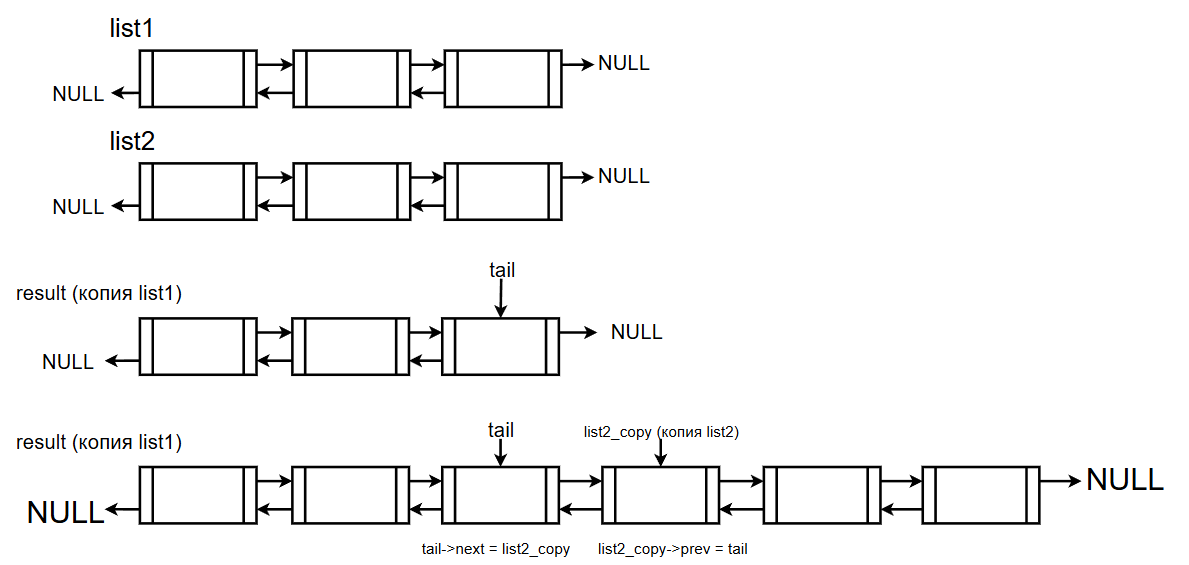 list1
NULL
NULL
list2
NULL
NULL
tail
result (копия list1)
NULL
NULL
tail
list2_copy (копия list2)
result (копия list1)
NULL
NULL
tail->next = list2_copy
list2_copy->prev = tail